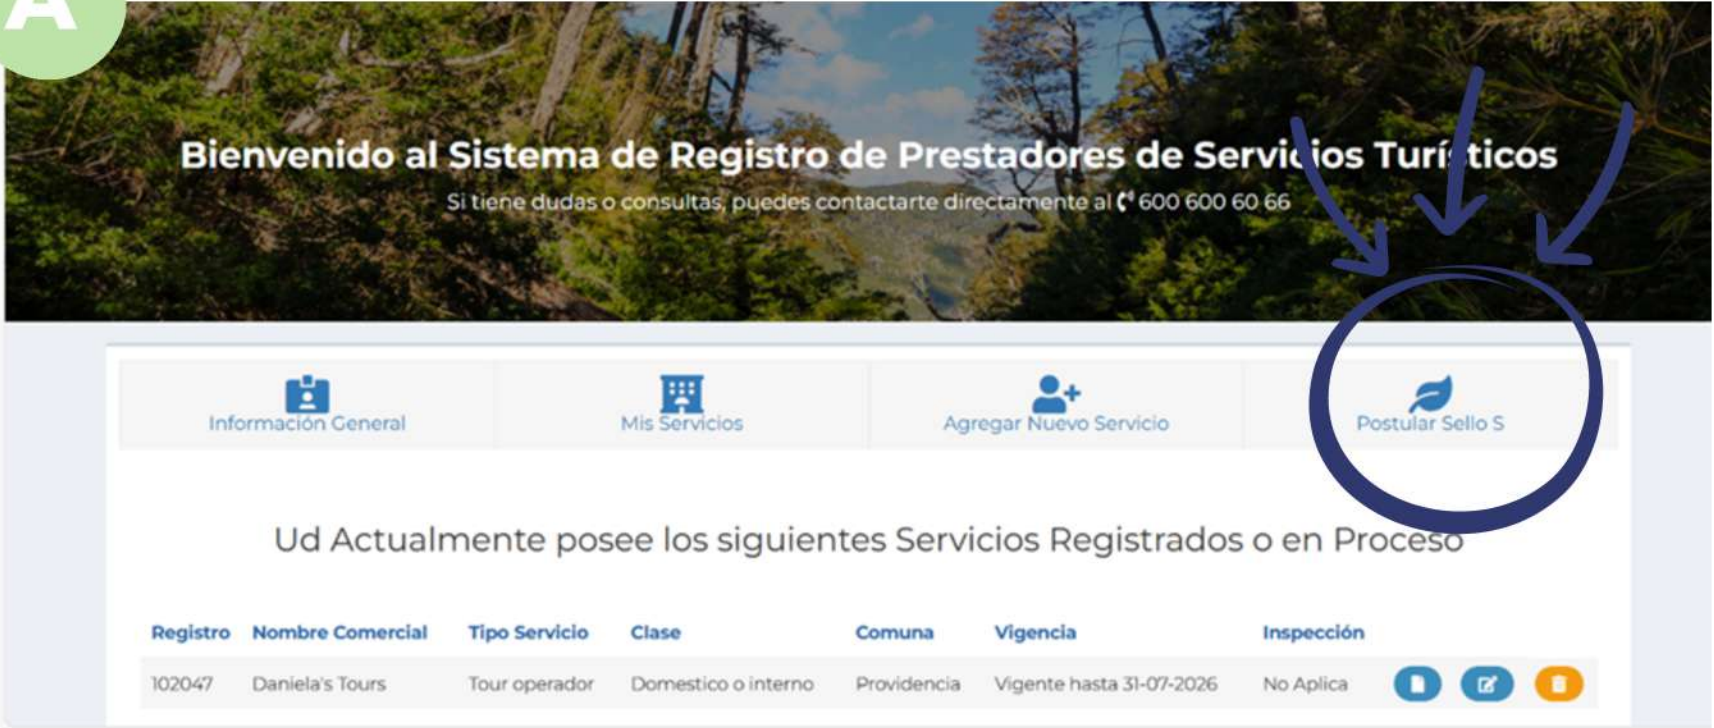 A
Bienvenido al Sistema de Registro de Prestadores de Servicios Turísticos
Si tiene dudas o consultas, puedes contactarte directamente al 600 600 60 66
Información General
Mis Servicios
Agregar Nuevo Servicio
Postular Sello S
Ud Actualmente posee los siguientes Servicios Registrados o en Proceso
Registro Nombre Comercial Tipo Servicio Clase Comuna Vigencia Inspección
102047 Daniela's Tours Tour operador Domestico o interno Providencia Vigente hasta 31-07-2026 No Aplica